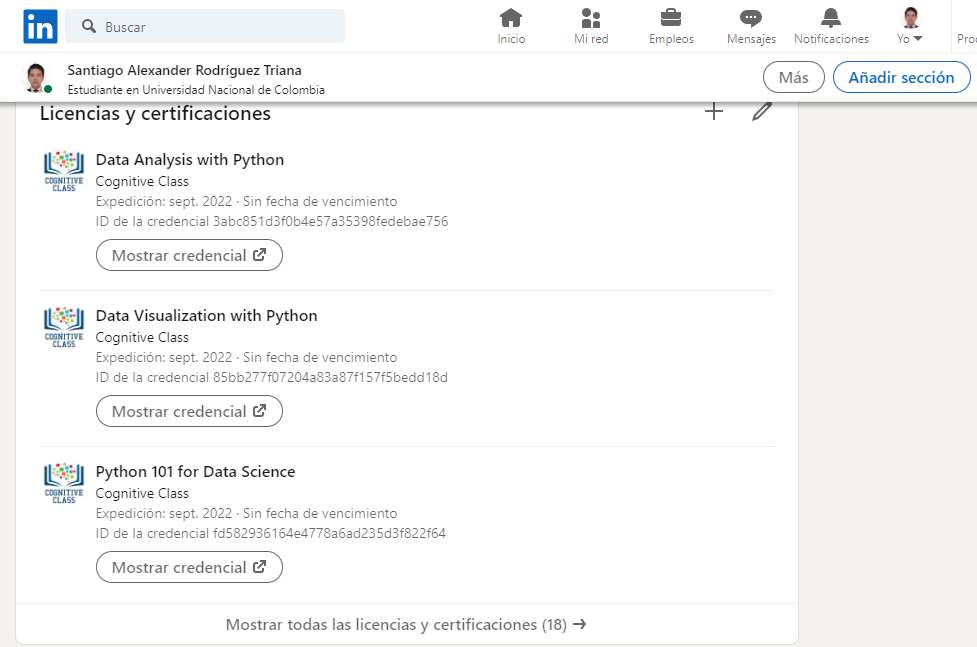 in
Buscar
Inicio
Mi red
Empleos
Mensajes
Notificaciones
Yo
Santiago Alexander Rodríguez Triana
Estudiante en Universidad Nacional de Colombia
Más
Añadir sección
Licencias y certificaciones
COGNITIVE
CLASS
Data Analysis with Python
Cognitive Class
Expedición: sept. 2022 · Sin fecha de vencimiento
ID de la credencial 3abc851d3f0b4e57a35398fedebae756
Mostrar credencial
COGNITIVE
CLASS
Data Visualization with Python
Cognitive Class
Expedición: sept. 2022 · Sin fecha de vencimiento
ID de la credencial 85bb277f07204a83a87f157f5bedd18d
Mostrar credencial
COGNITIVE
CLASS
Python 101 for Data Science
Cognitive Class
Expedición: sept. 2022 · Sin fecha de vencimiento
ID de la credencial fd582936164e4778a6ad235d3f822f64
Mostrar credencial
Mostrar todas las licencias y certificaciones (18) →